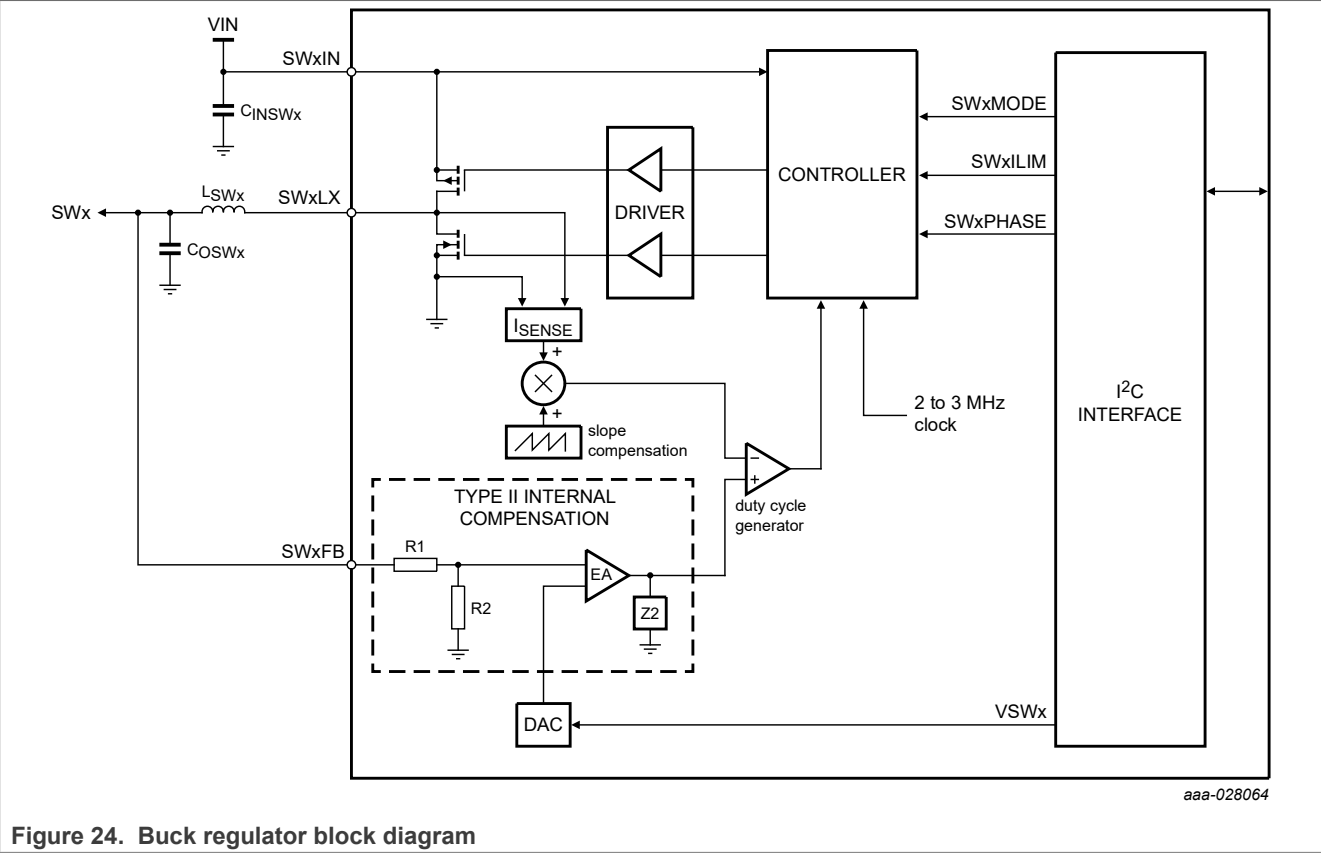 VIN
SWxIN
CINSWx
SWxMODE
SWxILIM
SWxPHASE
CONTROLLER
DRIVER
LSWx
SWxLX
SWx
COSWx
ISENSE
+
+
slope
compensation
2 to 3 MHz
clock
I2C
INTERFACE
−
+
duty cycle
generator
TYPE II INTERNAL
COMPENSATION
SWxFB
R1
R2
EA
Z2
DAC
VSWx
aaa-028064
Figure 24. Buck regulator block diagram